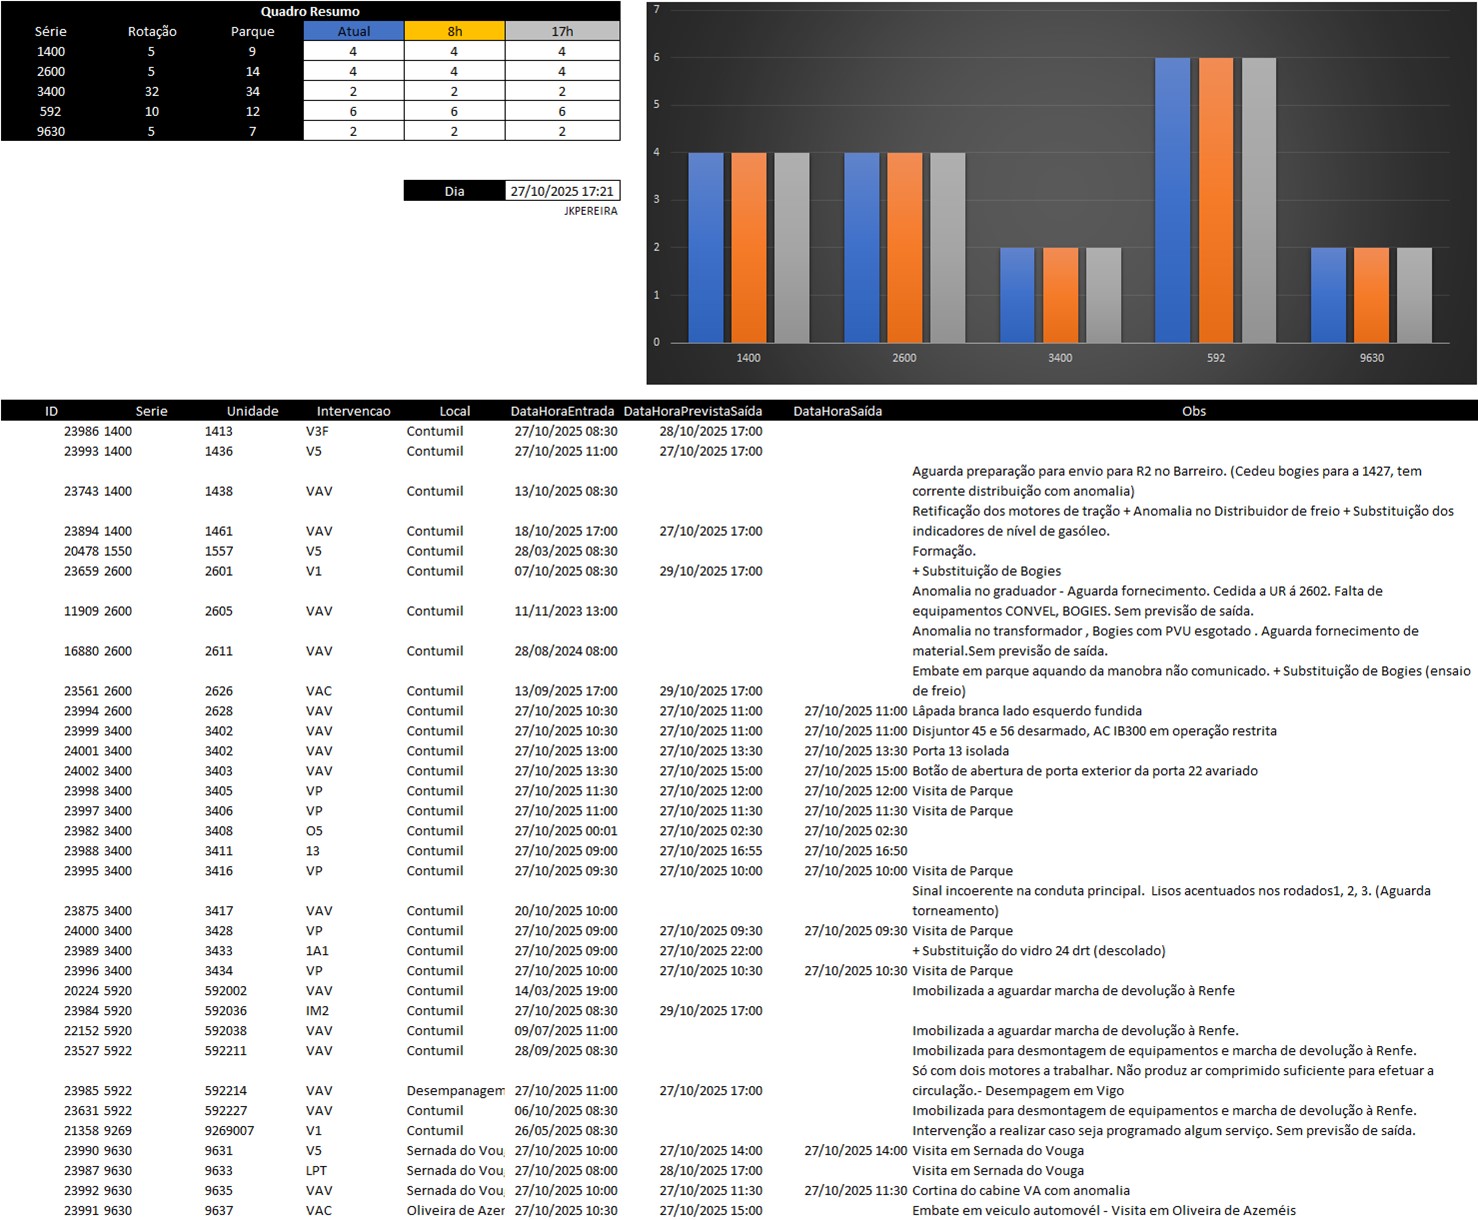 Quadro Resumo
Série Rotação Parque Atual 8h 17h
1400 5 9 4 4 4
2600 5 14 4 4 4
3400 32 34 2 2 2
592 10 12 6 6 6
9630 5 7 2 2 2
Dia 27/10/2025 17:21
JKPEREIRA
7
6
5
4
3
2
1
0
1400 2600 3400 592 9630
ID Serie Unidade Intervencao Local DataHoraEntrada DataHoraPrevistaSaída DataHoraSaída Obs
23986 1400 1413 V3F Contumil 27/10/2025 08:30 28/10/2025 17:00
23993 1400 1436 V5 Contumil 27/10/2025 11:00 27/10/2025 17:00
Aguarda preparação para envio para R2 no Barreiro. (Cedeu bogies para a 1427, tem
23743 1400 1438 VAV Contumil 13/10/2025 08:30 corrente distribuição com anomalia)
Retificação dos motores de tração + Anomalia no Distribuidor de freio + Substituição dos
23894 1400 1461 VAV Contumil 18/10/2025 17:00 27/10/2025 17:00 indicadores de nível de gasóleo.
20478 1550 1557 V5 Contumil 28/03/2025 08:30 Formação.
23659 2600 2601 V1 Contumil 07/10/2025 08:30 29/10/2025 17:00 + Substituição de Bogies
Anomalia no graduador - Aguarda fornecimento. Cedida a UR á 2602. Falta de
11909 2600 2605 VAV Contumil 11/11/2023 13:00 equipamentos CONVEL, BOGIES. Sem previsão de saída.
Anomalia no transformador , Bogies com PVU esgotado . Aguarda fornecimento de
16880 2600 2611 VAV Contumil 28/08/2024 08:00 material.Sem previsão de saída.
Embate em parque aquando da manobra não comunicado. + Substituição de Bogies (ensaio
23561 2600 2626 VAC Contumil 13/09/2025 17:00 29/10/2025 17:00 de freio)
23994 2600 2628 VAV Contumil 27/10/2025 10:30 27/10/2025 11:00 27/10/2025 11:00 Lâpada branca lado esquerdo fundida
23999 3400 3402 VAV Contumil 27/10/2025 10:30 27/10/2025 11:00 27/10/2025 11:00 Disjuntor 45 e 56 desarmado, AC IB300 em operação restrita
24001 3400 3402 VAV Contumil 27/10/2025 13:00 27/10/2025 13:30 27/10/2025 13:30 Porta 13 isolada
24002 3400 3403 VAV Contumil 27/10/2025 13:30 27/10/2025 15:00 27/10/2025 15:00 Botão de abertura de porta exterior da porta 22 avariado
23998 3400 3405 VP Contumil 27/10/2025 11:30 27/10/2025 12:00 27/10/2025 12:00 Visita de Parque
23997 3400 3406 VP Contumil 27/10/2025 11:00 27/10/2025 11:30 27/10/2025 11:30 Visita de Parque
23982 3400 3408 O5 Contumil 27/10/2025 00:01 27/10/2025 02:30 27/10/2025 02:30
23988 3400 3411 13 Contumil 27/10/2025 09:00 27/10/2025 16:55 27/10/2025 16:50
23995 3400 3416 VP Contumil 27/10/2025 09:30 27/10/2025 10:00 27/10/2025 10:00 Visita de Parque
Sinal incoerente na conduta principal. Lisos acentuados nos rodados1, 2, 3. (Aguarda
23875 3400 3417 VAV Contumil 20/10/2025 10:00 torneamento)
24000 3400 3428 VP Contumil 27/10/2025 09:00 27/10/2025 09:30 27/10/2025 09:30 Visita de Parque
23989 3400 3433 1A1 Contumil 27/10/2025 09:00 27/10/2025 22:00 + Substituição do vidro 24 drt (descolado)
23996 3400 3434 VP Contumil 27/10/2025 10:00 27/10/2025 10:30 27/10/2025 10:30 Visita de Parque
20224 5920 592002 VAV Contumil 14/03/2025 19:00 Imobilizada a aguardar marcha de devolução à Renfe
23984 5920 592036 IM2 Contumil 27/10/2025 08:30 29/10/2025 17:00
22152 5920 592038 VAV Contumil 09/07/2025 11:00 Imobilizada a aguardar marcha de devolução à Renfe.
23527 5922 592211 VAV Contumil 28/09/2025 08:30 Imobilizada para desmontagem de equipamentos e marcha de devolução à Renfe.
Só com dois motores a trabalhar. Não produz ar comprimido suficiente para efetuar a
23985 5922 592214 VAV Desempanagem 27/10/2025 11:00 27/10/2025 17:00 circulação.- Desempagem em Vigo
23631 5922 592227 VAV Contumil 06/10/2025 08:30 Imobilizada para desmontagem de equipamentos e marcha de devolução à Renfe.
21358 9269 9269007 V1 Contumil 26/05/2025 08:30 Intervenção a realizar caso seja programado algum serviço. Sem previsão de saída.
23990 9630 9631 V5 Sernada do Vou 27/10/2025 10:00 27/10/2025 14:00 27/10/2025 14:00 Visita em Sernada do Vouga
23987 9630 9633 LPT Sernada do Vou 27/10/2025 08:00 28/10/2025 17:00 Visita em Sernada do Vouga
23992 9630 9635 VAV Sernada do Vou 27/10/2025 10:00 27/10/2025 11:30 27/10/2025 11:30 Cortina do cabine VA com anomalia
23991 9630 9637 VAC Oliveira de Azer 27/10/2025 10:30 27/10/2025 15:00 Embate em veiculo automovél - Visita em Oliveira de Azeméis